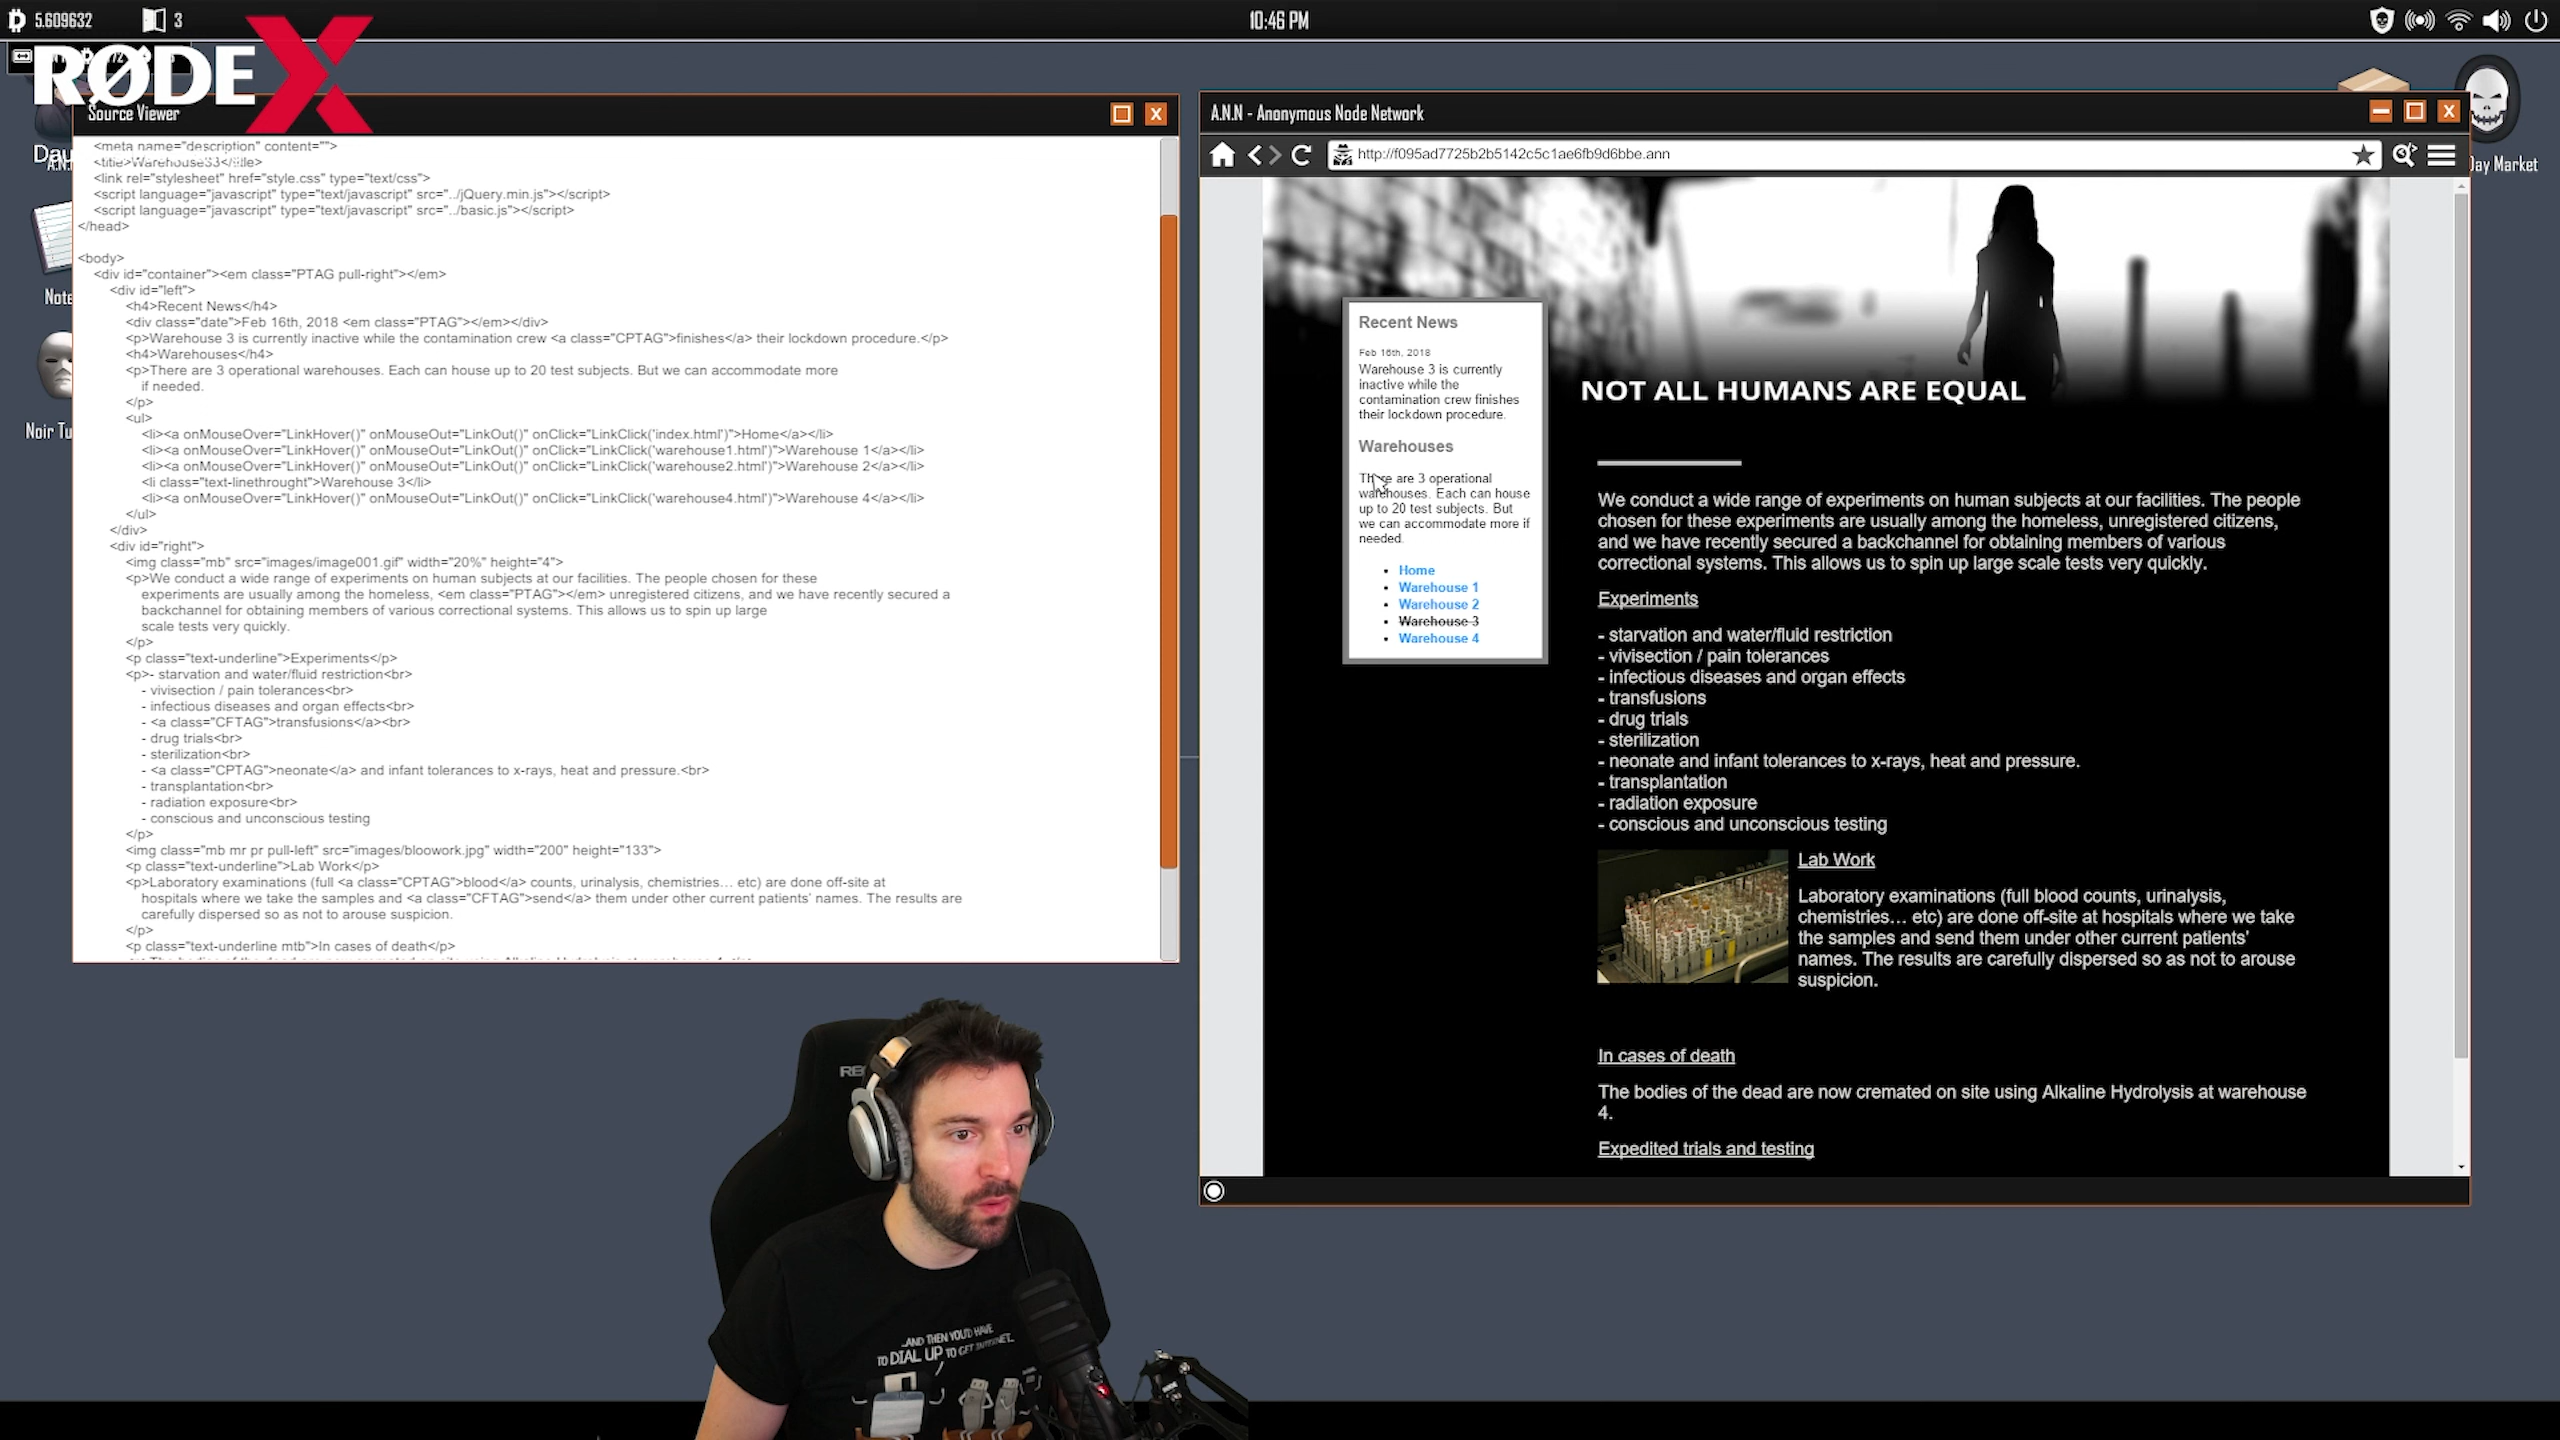 5.609632
3
10:46 PM
RØDE X
Source Viewer
<meta name="description" content="">
<title>Warehouse33</title>
<link rel="stylesheet" href="style.css" type="text/css">
<script language="javascript" type="text/javascript" src="../jQuery.min.js"></script>
<script language="javascript" type="text/javascript" src="../basic.js"></script>
</head>
<body>
<div id="container"><em class="PTAG pull-right"></em>
<div id="left">
<h4>Recent News</h4>
<div class="date">Feb 16th, 2018 <em class="PTAG"></em></div>
<p>Warehouse 3 is currently inactive while the contamination crew <a class="CPTAG">finishes</a> their lockdown procedure.</p>
<h4>Warehouses</h4>
<p>There are 3 operational warehouses. Each can house up to 20 test subjects. But we can accommodate more
if needed.
</p>
<ul>
<li><a onMouseOver="LinkHover()" onMouseOut="LinkOut()" onClick="LinkClick('index.html')">Home</a></li>
<li><a onMouseOver="LinkHover()" onMouseOut="LinkOut()" onClick="LinkClick('warehouse1.html')">Warehouse 1</a></li>
<li><a onMouseOver="LinkHover()" onMouseOut="LinkOut()" onClick="LinkClick('warehouse2.html')">Warehouse 2</a></li>
<li class="text-linethrought">Warehouse 3</li>
<li><a onMouseOver="LinkHover()" onMouseOut="LinkOut()" onClick="LinkClick('warehouse4.html')">Warehouse 4</a></li>
</ul>
</div>
<div id="right">
<img class="mb" src="images/image001.gif" width="20%" height="4">
<p>We conduct a wide range of experiments on human subjects at our facilities. The people chosen for these
experiments are usually among the homeless, <em class="PTAG"></em> unregistered citizens, and we have recently secured a
backchannel for obtaining members of various correctional systems. This allows us to spin up large
scale tests very quickly.
</p>
<p class="text-underline">Experiments</p>
<p>- starvation and water/fluid restriction<br>
- vivisection / pain tolerances<br>
- infectious diseases and organ effects<br>
- <a class="CFTAG">transfusions</a><br>
- drug trials<br>
- sterilization<br>
- <a class="CPTAG">neonate</a> and infant tolerances to x-rays, heat and pressure.<br>
- transplantation<br>
- radiation exposure<br>
- conscious and unconscious testing
</p>
<img class="mb mr pr pull-left" src="images/bloowork.jpg" width="200" height="133">
<p class="text-underline">Lab Work</p>
<p>Laboratory examinations (full <a class="CPTAG">blood</a> counts, urinalysis, chemistries… etc) are done off-site at
hospitals where we take the samples and <a class="CFTAG">send</a> them under other current patients' names. The results are
carefully dispersed so as not to arouse suspicion.
</p>
<p class="text-underline mtb">In cases of death</p>
Note
Noir Tu
A.N.N - Anonymous Node Network
http://f095ad7725b2b5142c5c1ae6fb9d6bbe.ann
Day Market
Recent News
Feb 16th, 2018
Warehouse 3 is currently
inactive while the
contamination crew finishes
their lockdown procedure.
Warehouses
There are 3 operational
warehouses. Each can house
up to 20 test subjects. But
we can accommodate more if
needed.
• Home
• Warehouse 1
• Warehouse 2
• Warehouse 3
• Warehouse 4
NOT ALL HUMANS ARE EQUAL
We conduct a wide range of experiments on human subjects at our facilities. The people
chosen for these experiments are usually among the homeless, unregistered citizens,
and we have recently secured a backchannel for obtaining members of various
correctional systems. This allows us to spin up large scale tests very quickly.
Experiments
- starvation and water/fluid restriction
- vivisection / pain tolerances
- infectious diseases and organ effects
- transfusions
- drug trials
- sterilization
- neonate and infant tolerances to x-rays, heat and pressure.
- transplantation
- radiation exposure
- conscious and unconscious testing
Lab Work
Laboratory examinations (full blood counts, urinalysis,
chemistries… etc) are done off-site at hospitals where we take
the samples and send them under other current patients'
names. The results are carefully dispersed so as not to arouse
suspicion.
In cases of death
The bodies of the dead are now cremated on site using Alkaline Hydrolysis at warehouse
4.
Expedited trials and testing
...AND THEN YOU'D HAVE
TO DIAL UP TO GET INTERNET...